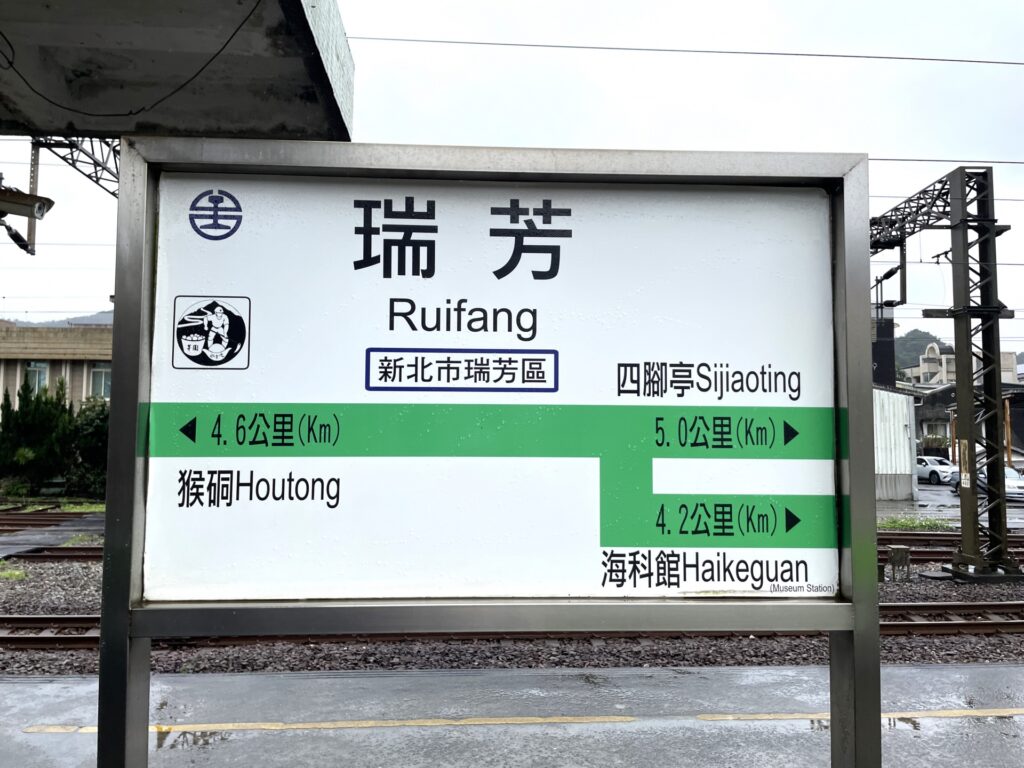 瑞芳
Ruifang
新北市瑞芳區
四腳亭Sijiaoting
◀ 4.6公里(Km)
5.0公里(Km) ▶
猴硐Houtong
4.2公里(Km) ▶
海科館Haikeguan
(Museum Station)